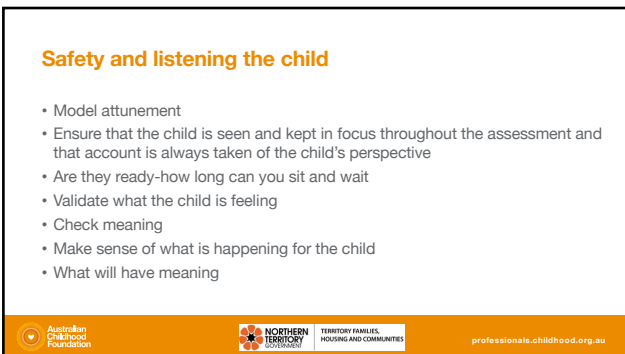 Safety and listening the child
• Model attunement
• Ensure that the child is seen and kept in focus throughout the assessment and
that account is always taken of the child's perspective
• Are they ready-how long can you sit and wait
• Validate what the child is feeling
• Check meaning
• Make sense of what is happening for the child
• What will have meaning
Australian
Childhood
Foundation
NORTHERN
TERRITORY
GOVERNMENT
TERRITORY FAMILIES,
HOUSING AND COMMUNITIES
professionals.childhood.org.au